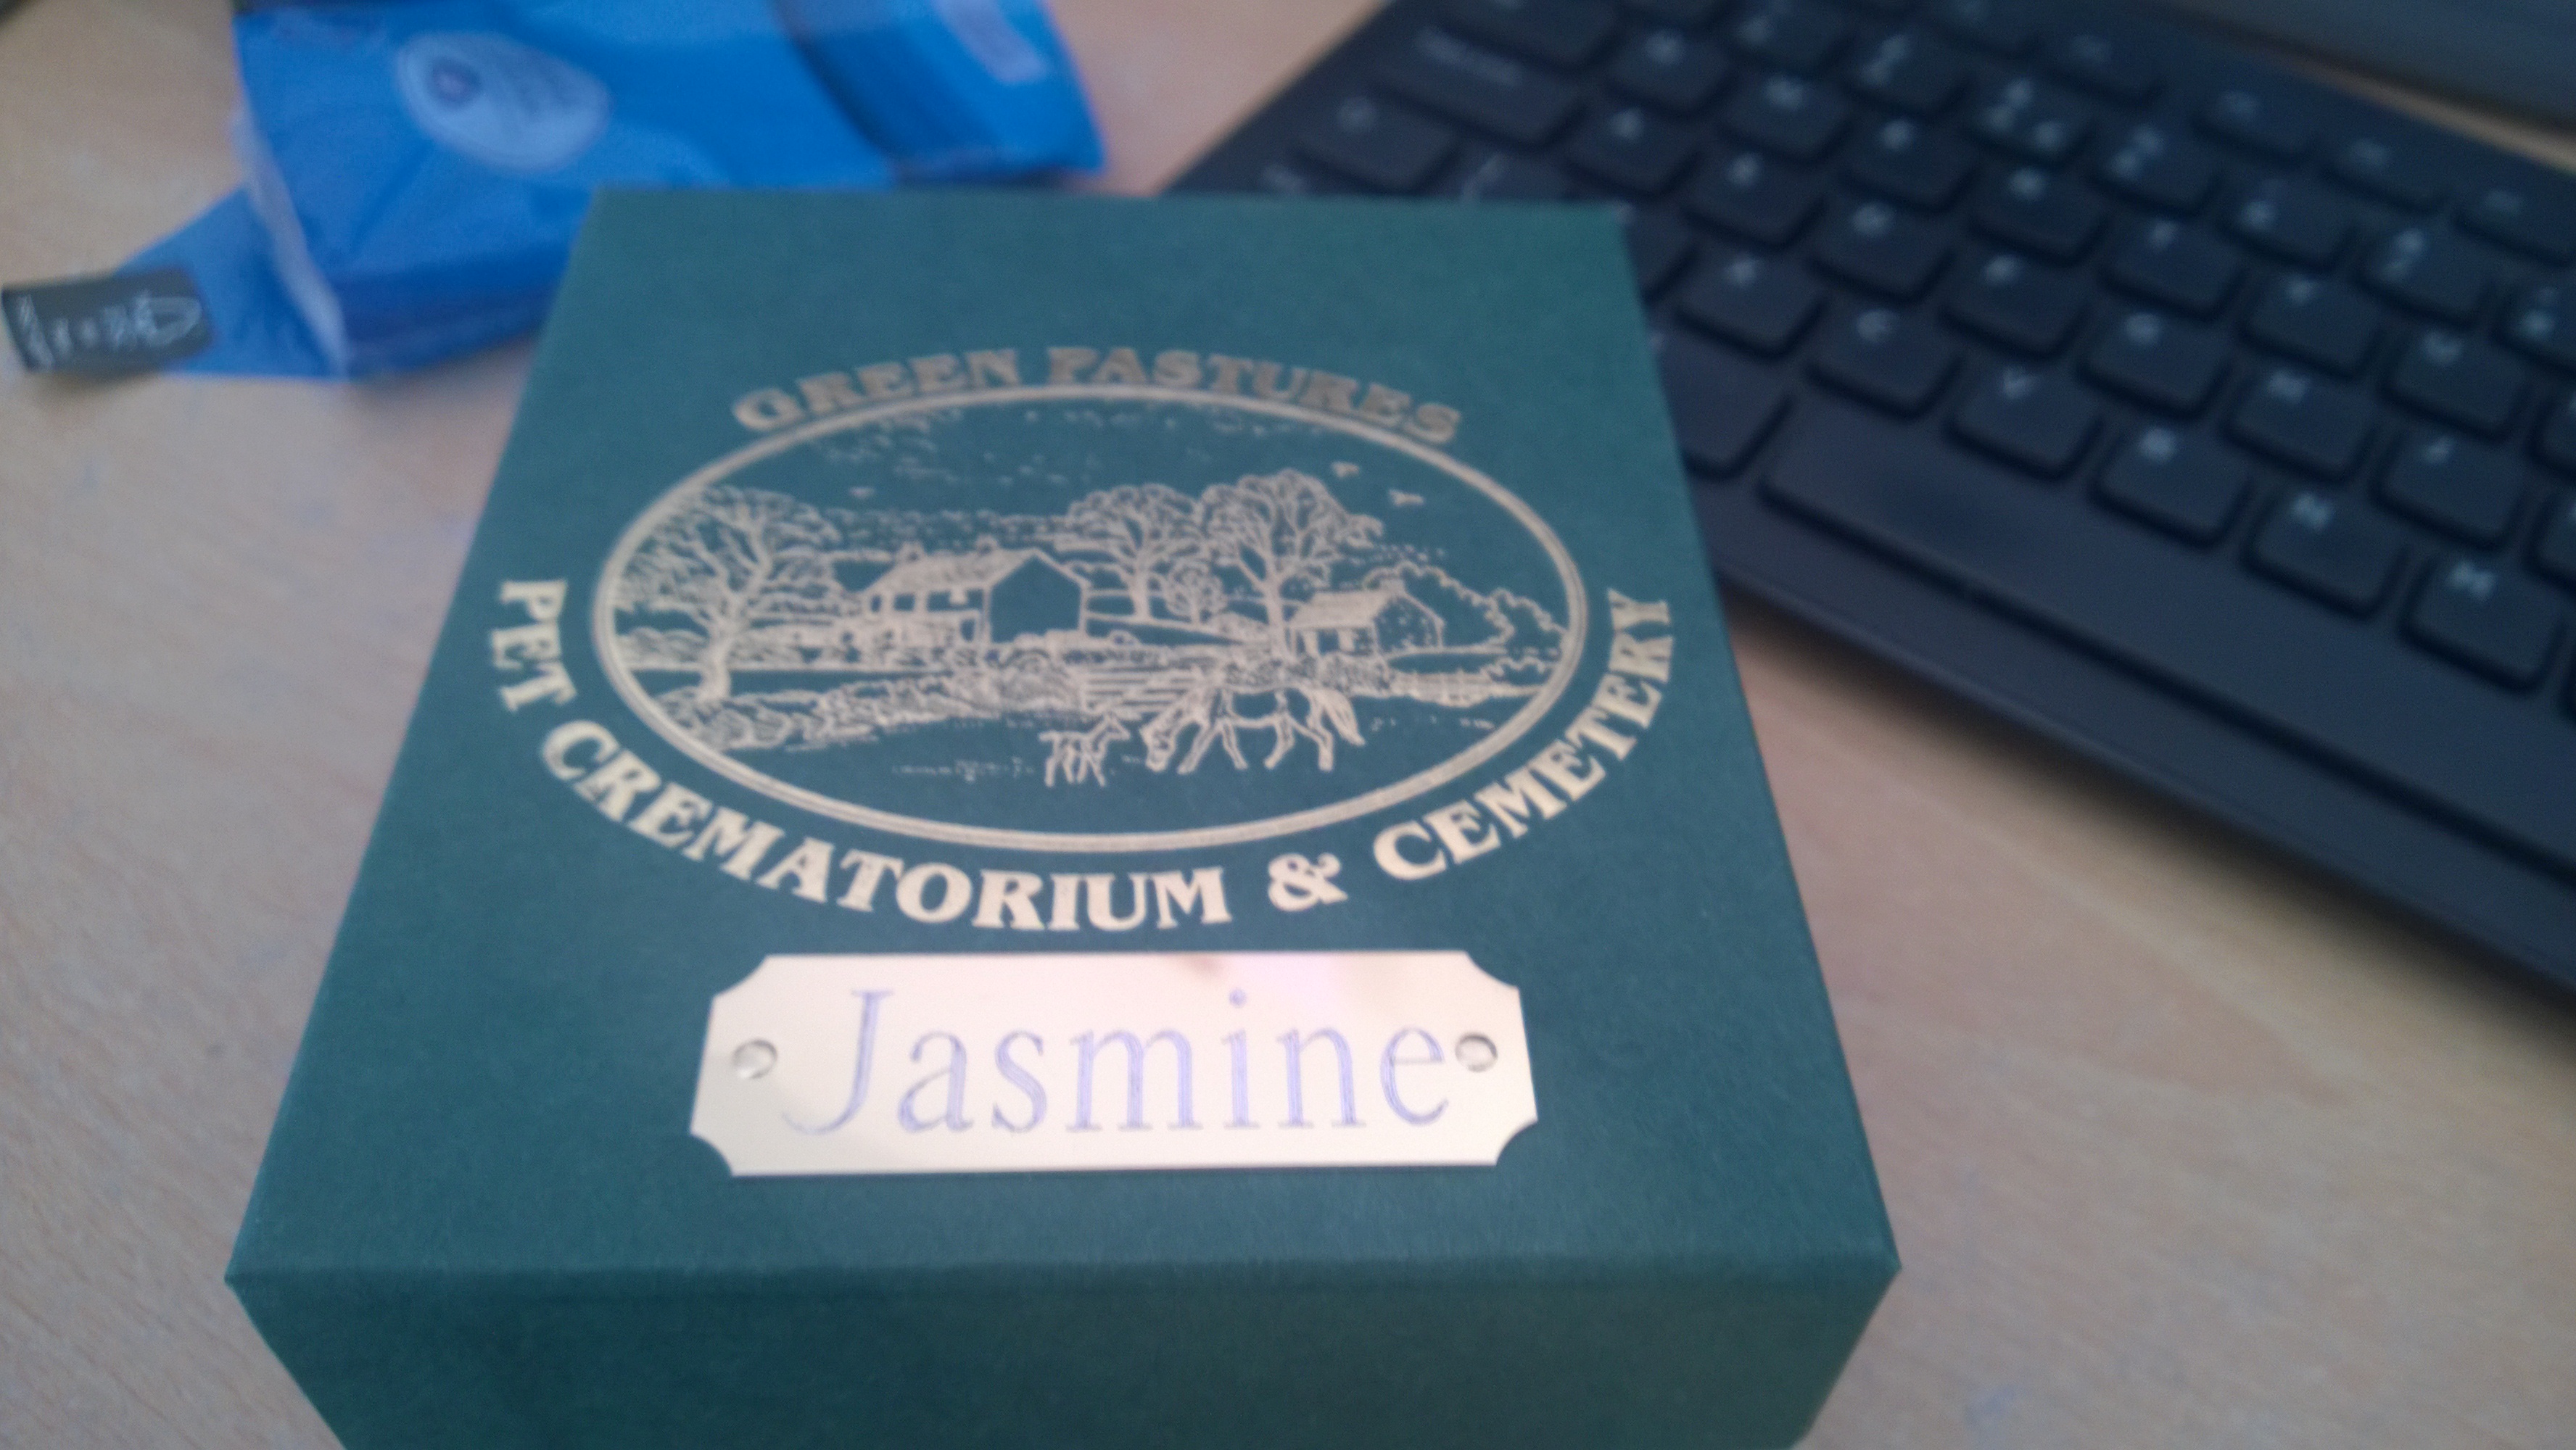 GREEN PASTURES
PET CREMATORIUM & CEMETERY
Jasmine